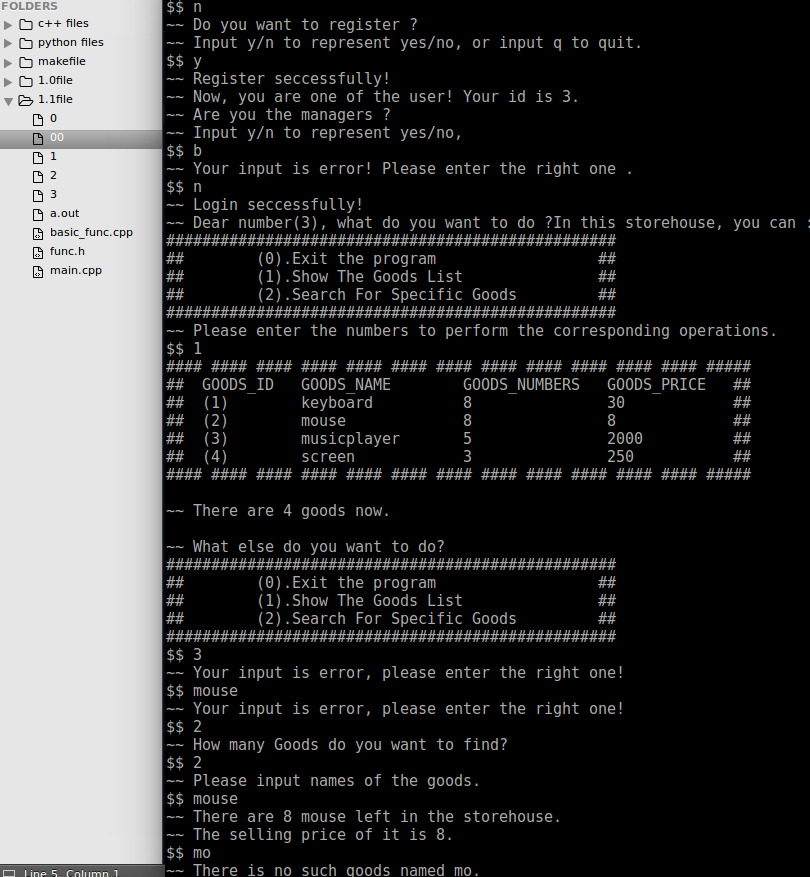 FOLDERS
c++ files
python files
makefile
1.0file
1.1file
0
00
1
2
3
a.out
basic_func.cpp
func.h
main.cpp
Line 5, Column 1
$$ n
~~ Do you want to register ?
~~ Input y/n to represent yes/no, or input q to quit.
$$ y
~~ Register seccessfully!
~~ Now, you are one of the user! Your id is 3.
~~ Are you the managers ?
~~ Input y/n to represent yes/no,
$$ b
~~ Your input is error! Please enter the right one .
$$ n
~~ Login seccessfully!
~~ Dear number(3), what do you want to do ?In this storehouse, you can
##################################################
##        (0).Exit the program                  ##
##        (1).Show The Goods List               ##
##        (2).Search For Specific Goods         ##
##################################################
~~ Please enter the numbers to perform the corresponding operations.
$$ 1
#### #### #### #### #### #### #### #### #### #### #### #### #####
##  GOODS_ID   GOODS_NAME        GOODS_NUMBERS   GOODS_PRICE   ##
##  (1)        keyboard          8               30            ##
##  (2)        mouse             8               8             ##
##  (3)        musicplayer       5               2000          ##
##  (4)        screen            3               250           ##
#### #### #### #### #### #### #### #### #### #### #### #### #####
~~ There are 4 goods now.
~~ What else do you want to do?
##################################################
##        (0).Exit the program                  ##
##        (1).Show The Goods List               ##
##        (2).Search For Specific Goods         ##
##################################################
$$ 3
~~ Your input is error, please enter the right one!
$$ mouse
~~ Your input is error, please enter the right one!
$$ 2
~~ How many Goods do you want to find?
$$ 2
~~ Please input names of the goods.
$$ mouse
~~ There are 8 mouse left in the storehouse.
~~ The selling price of it is 8.
$$ mo
~~ There is no such goods named mo.